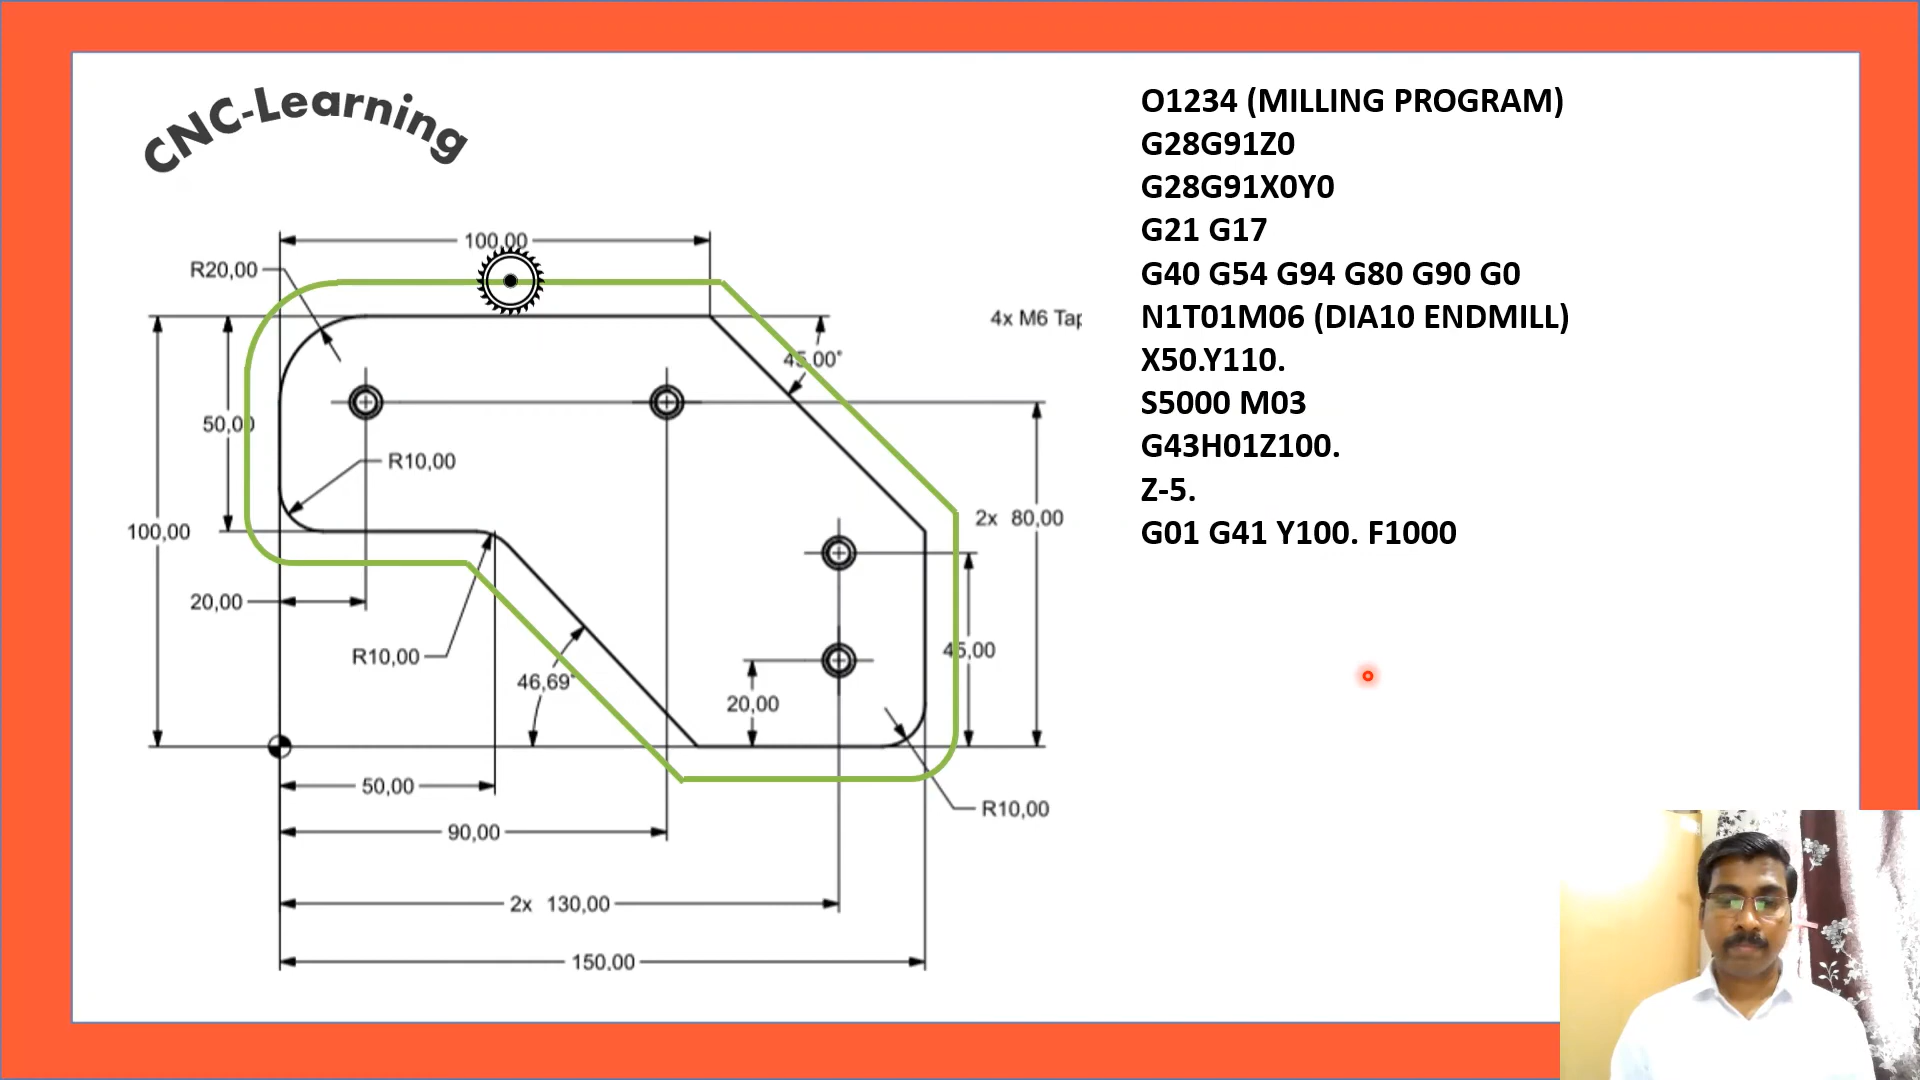 CNC-Learning
O1234 (MILLING PROGRAM)
G28G91Z0
G28G91X0Y0
G21 G17
G40 G54 G94 G80 G90 G0
N1T01M06 (DIA10 ENDMILL)
X50.Y110.
S5000 M03
G43H01Z100.
Z-5.
G01 G41 Y100. F1000
100,00
R20,00
4x M6 Tap
45,00°
50,00
R10,00
100,00
2x 80,00
20,00
R10,00
45,00
46,69°
20,00
50,00
R10,00
90,00
2x 130,00
150,00